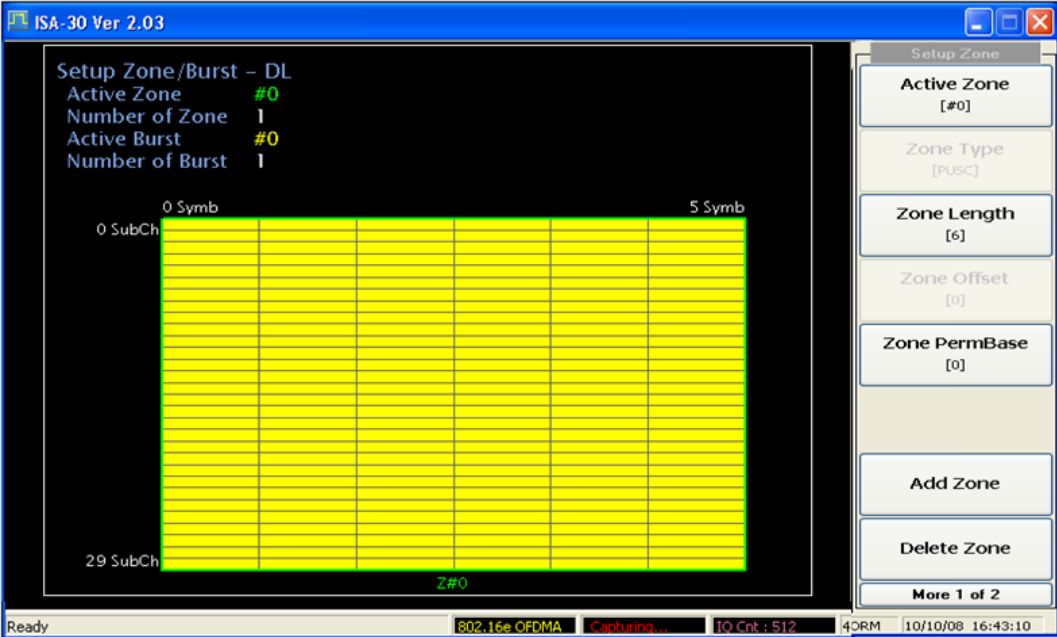 ISA-30 Ver 2.03
Setup Zone/Burst - DL
Active Zone #0
Number of Zone 1
Active Burst #0
Number of Burst 1
0 Symb 5 Symb
0 SubCh
29 SubCh
Z#0
Setup Zone
Active Zone
[#0]
Zone Type
[PUSC]
Zone Length
[6]
Zone Offset
[0]
Zone PermBase
[0]
Add Zone
Delete Zone
More 1 of 2
Ready 802.16e OFDMA Capturing... IQ Cnt : 512 10/10/08 16:43:10